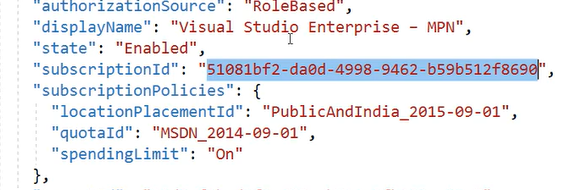 "authorizationSource": "RoleBased",
"displayName": "Visual Studio Enterprise – MPN",
"state": "Enabled",
"subscriptionId": "51081bf2-da0d-4998-9462-b59b512f8690",
"subscriptionPolicies": {
"locationPlacementId": "PublicAndIndia_2015-09-01",
"quotaId": "MSDN_2014-09-01",
"spendingLimit": "On"
},